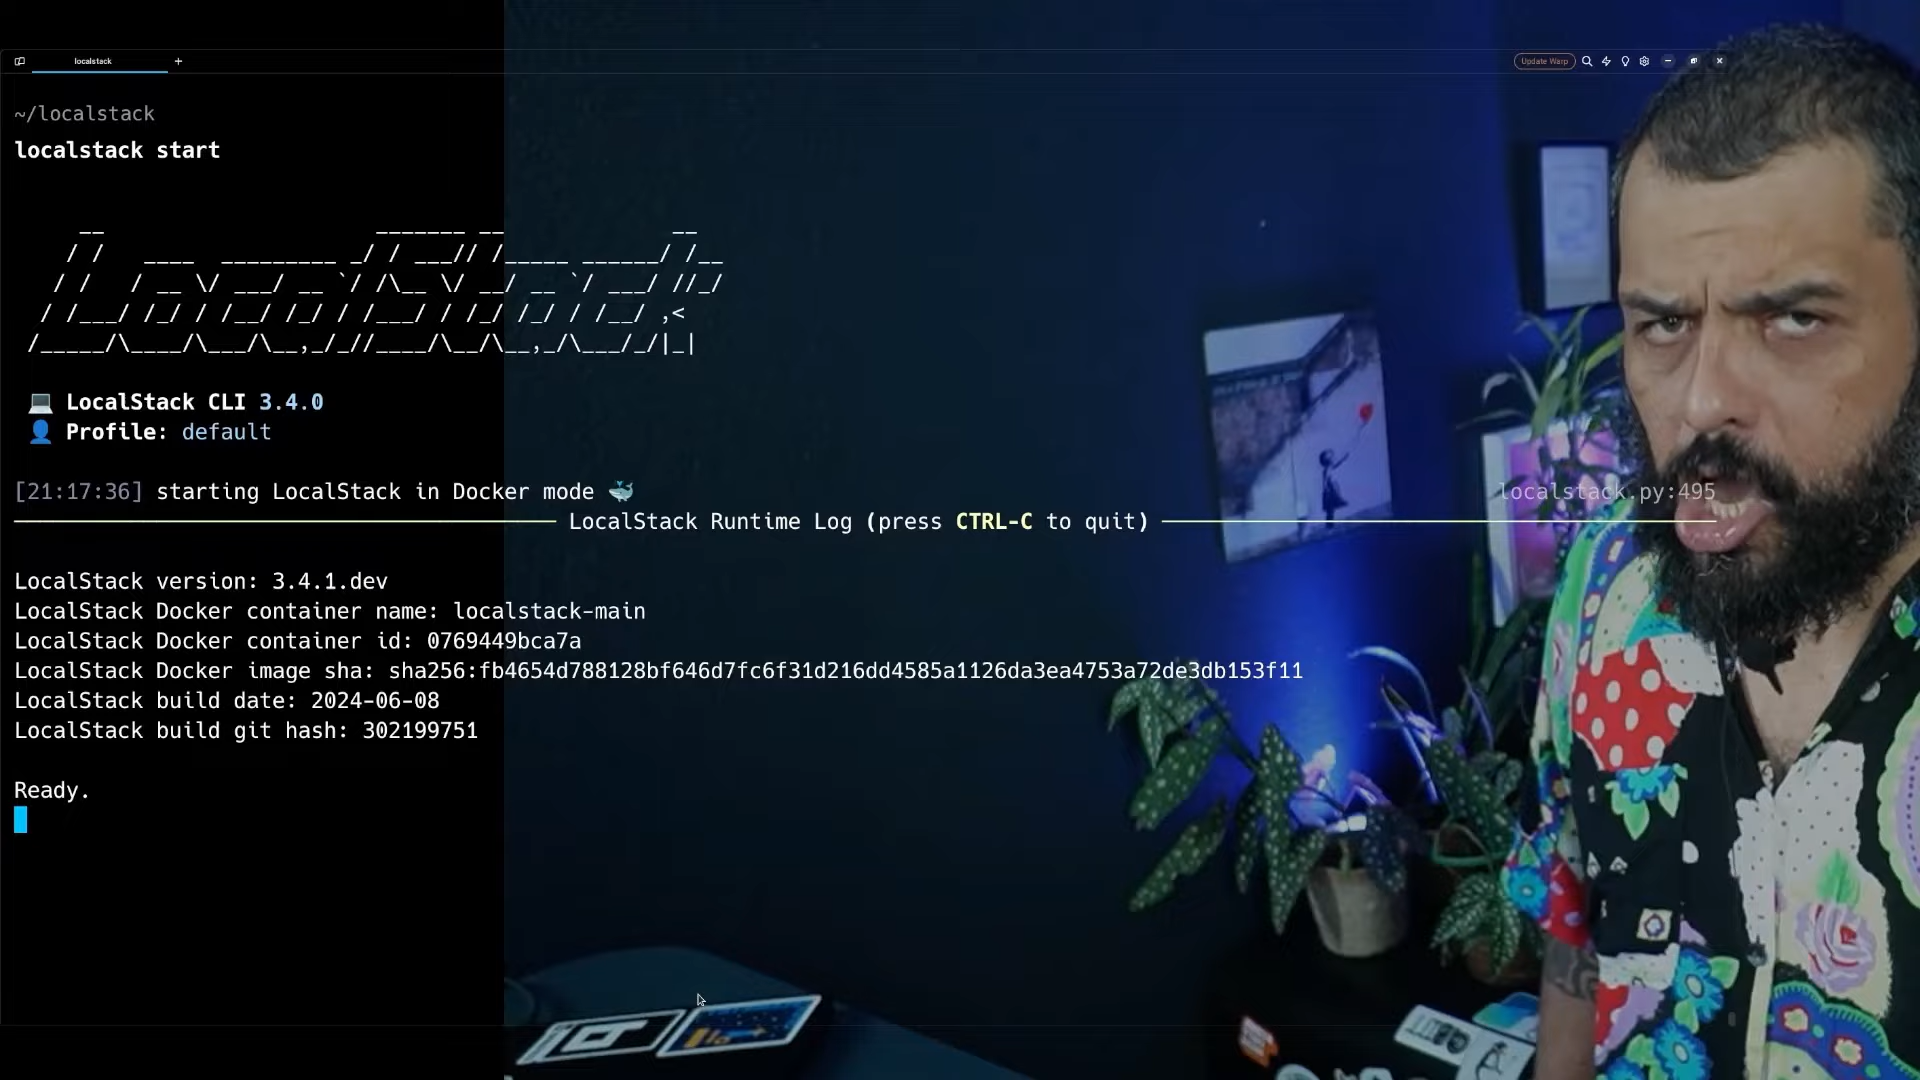 localstack +
Update Warp
~/localstack
localstack start
LocalStack
💻 LocalStack CLI 3.4.0
👤 Profile: default
[21:17:36] starting LocalStack in Docker mode 🐳 localstack.py:495
LocalStack Runtime Log (press CTRL-C to quit)
LocalStack version: 3.4.1.dev
LocalStack Docker container name: localstack-main
LocalStack Docker container id: 0769449bca7a
LocalStack Docker image sha: sha256:fb4654d788128bf646d7fc6f31d216dd4585a1126da3ea4753a72de3db153f11
LocalStack build date: 2024-06-08
LocalStack build git hash: 302199751
Ready.